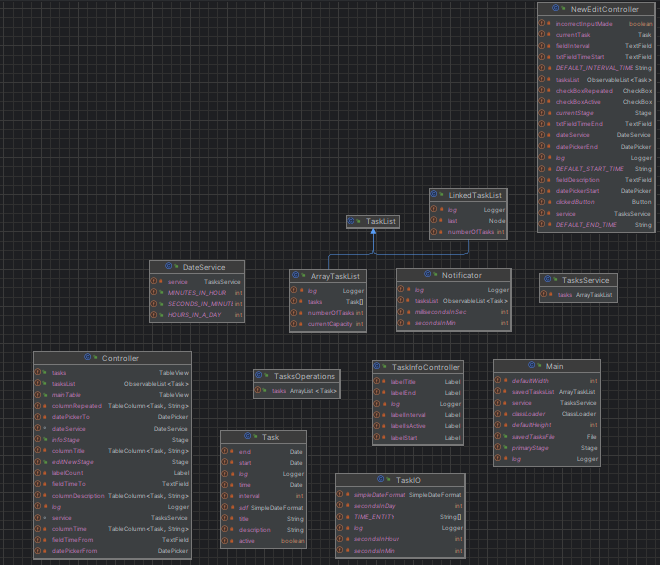 NewEditController
incorrectInputMade boolean
currentTask Task
fieldInterval TextField
txtFieldTimeStart TextField
DEFAULT_INTERVAL_TIME String
tasksList ObservableList<Task>
checkBoxRepeated CheckBox
checkBoxActive CheckBox
currentStage Stage
txtFieldTimeEnd TextField
dateService DateService
datePickerEnd DatePicker
log Logger
DEFAULT_START_TIME String
fieldDescription TextField
datePickerStart DatePicker
clickedButton Button
service TasksService
DEFAULT_END_TIME String
LinkedTaskList
log Logger
last Node
numberOfTasks int
TaskList
DateService
service TasksService
MINUTES_IN_HOUR int
SECONDS_IN_MINUTE int
HOURS_IN_A_DAY int
ArrayTaskList
log Logger
tasks Task[]
numberOfTasks int
currentCapacity int
Notificator
log Logger
tasksList ObservableList<Task>
millisecondsInSec int
secondsInMin int
TasksService
tasks ArrayTaskList
Controller
tasks TableView
tasksList ObservableList<Task>
mainTable TableView
columnRepeated TableColumn<Task, String>
datePickerTo DatePicker
dateService DateService
infoStage Stage
columnTitle TableColumn<Task, String>
editNewStage Stage
labelCount Label
fieldTimeTo TextField
columnDescription TableColumn<Task, String>
log Logger
service TasksService
columnTime TableColumn<Task, String>
fieldTimeFrom TextField
datePickerFrom DatePicker
TasksOperations
tasks ArrayList<Task>
TaskInfoController
labelTitle Label
labelEnd Label
log Logger
labelInterval Label
labelIsActive Label
labelStart Label
Main
defaultWidth int
savedTasksList ArrayTaskList
service TasksService
classLoader ClassLoader
defaultHeight int
savedTasksFile File
primaryStage Stage
log Logger
Task
end Date
start Date
log Logger
time Date
interval int
sdf SimpleDateFormat
title String
description String
active boolean
TaskIO
simpleDateFormat SimpleDateFormat
secondsInDay int
TIME_ENTITY String[]
log Logger
secondsInHour int
secondsInMin int